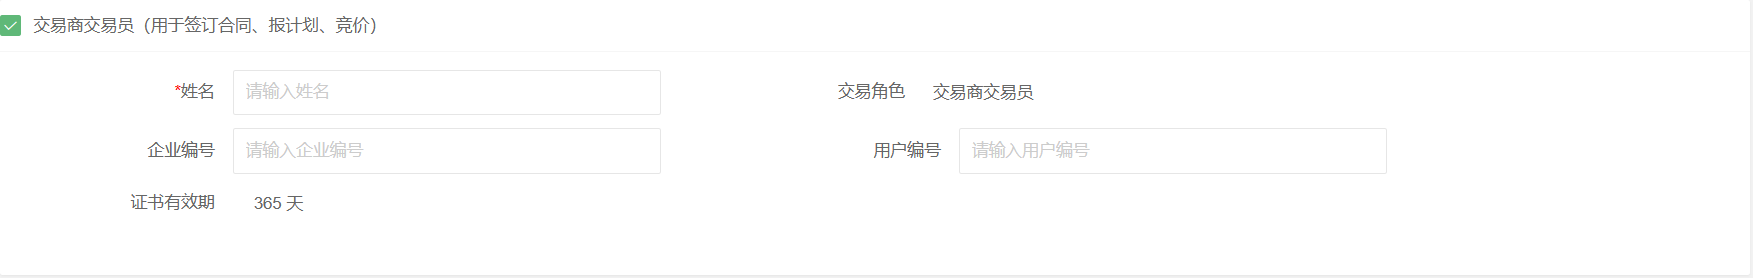 交易商交易员（用于签订合同、报计划、竞价）
*姓名 请输入姓名 交易角色 交易商交易员
企业编号 请输入企业编号 用户编号 请输入用户编号
证书有效期 365 天